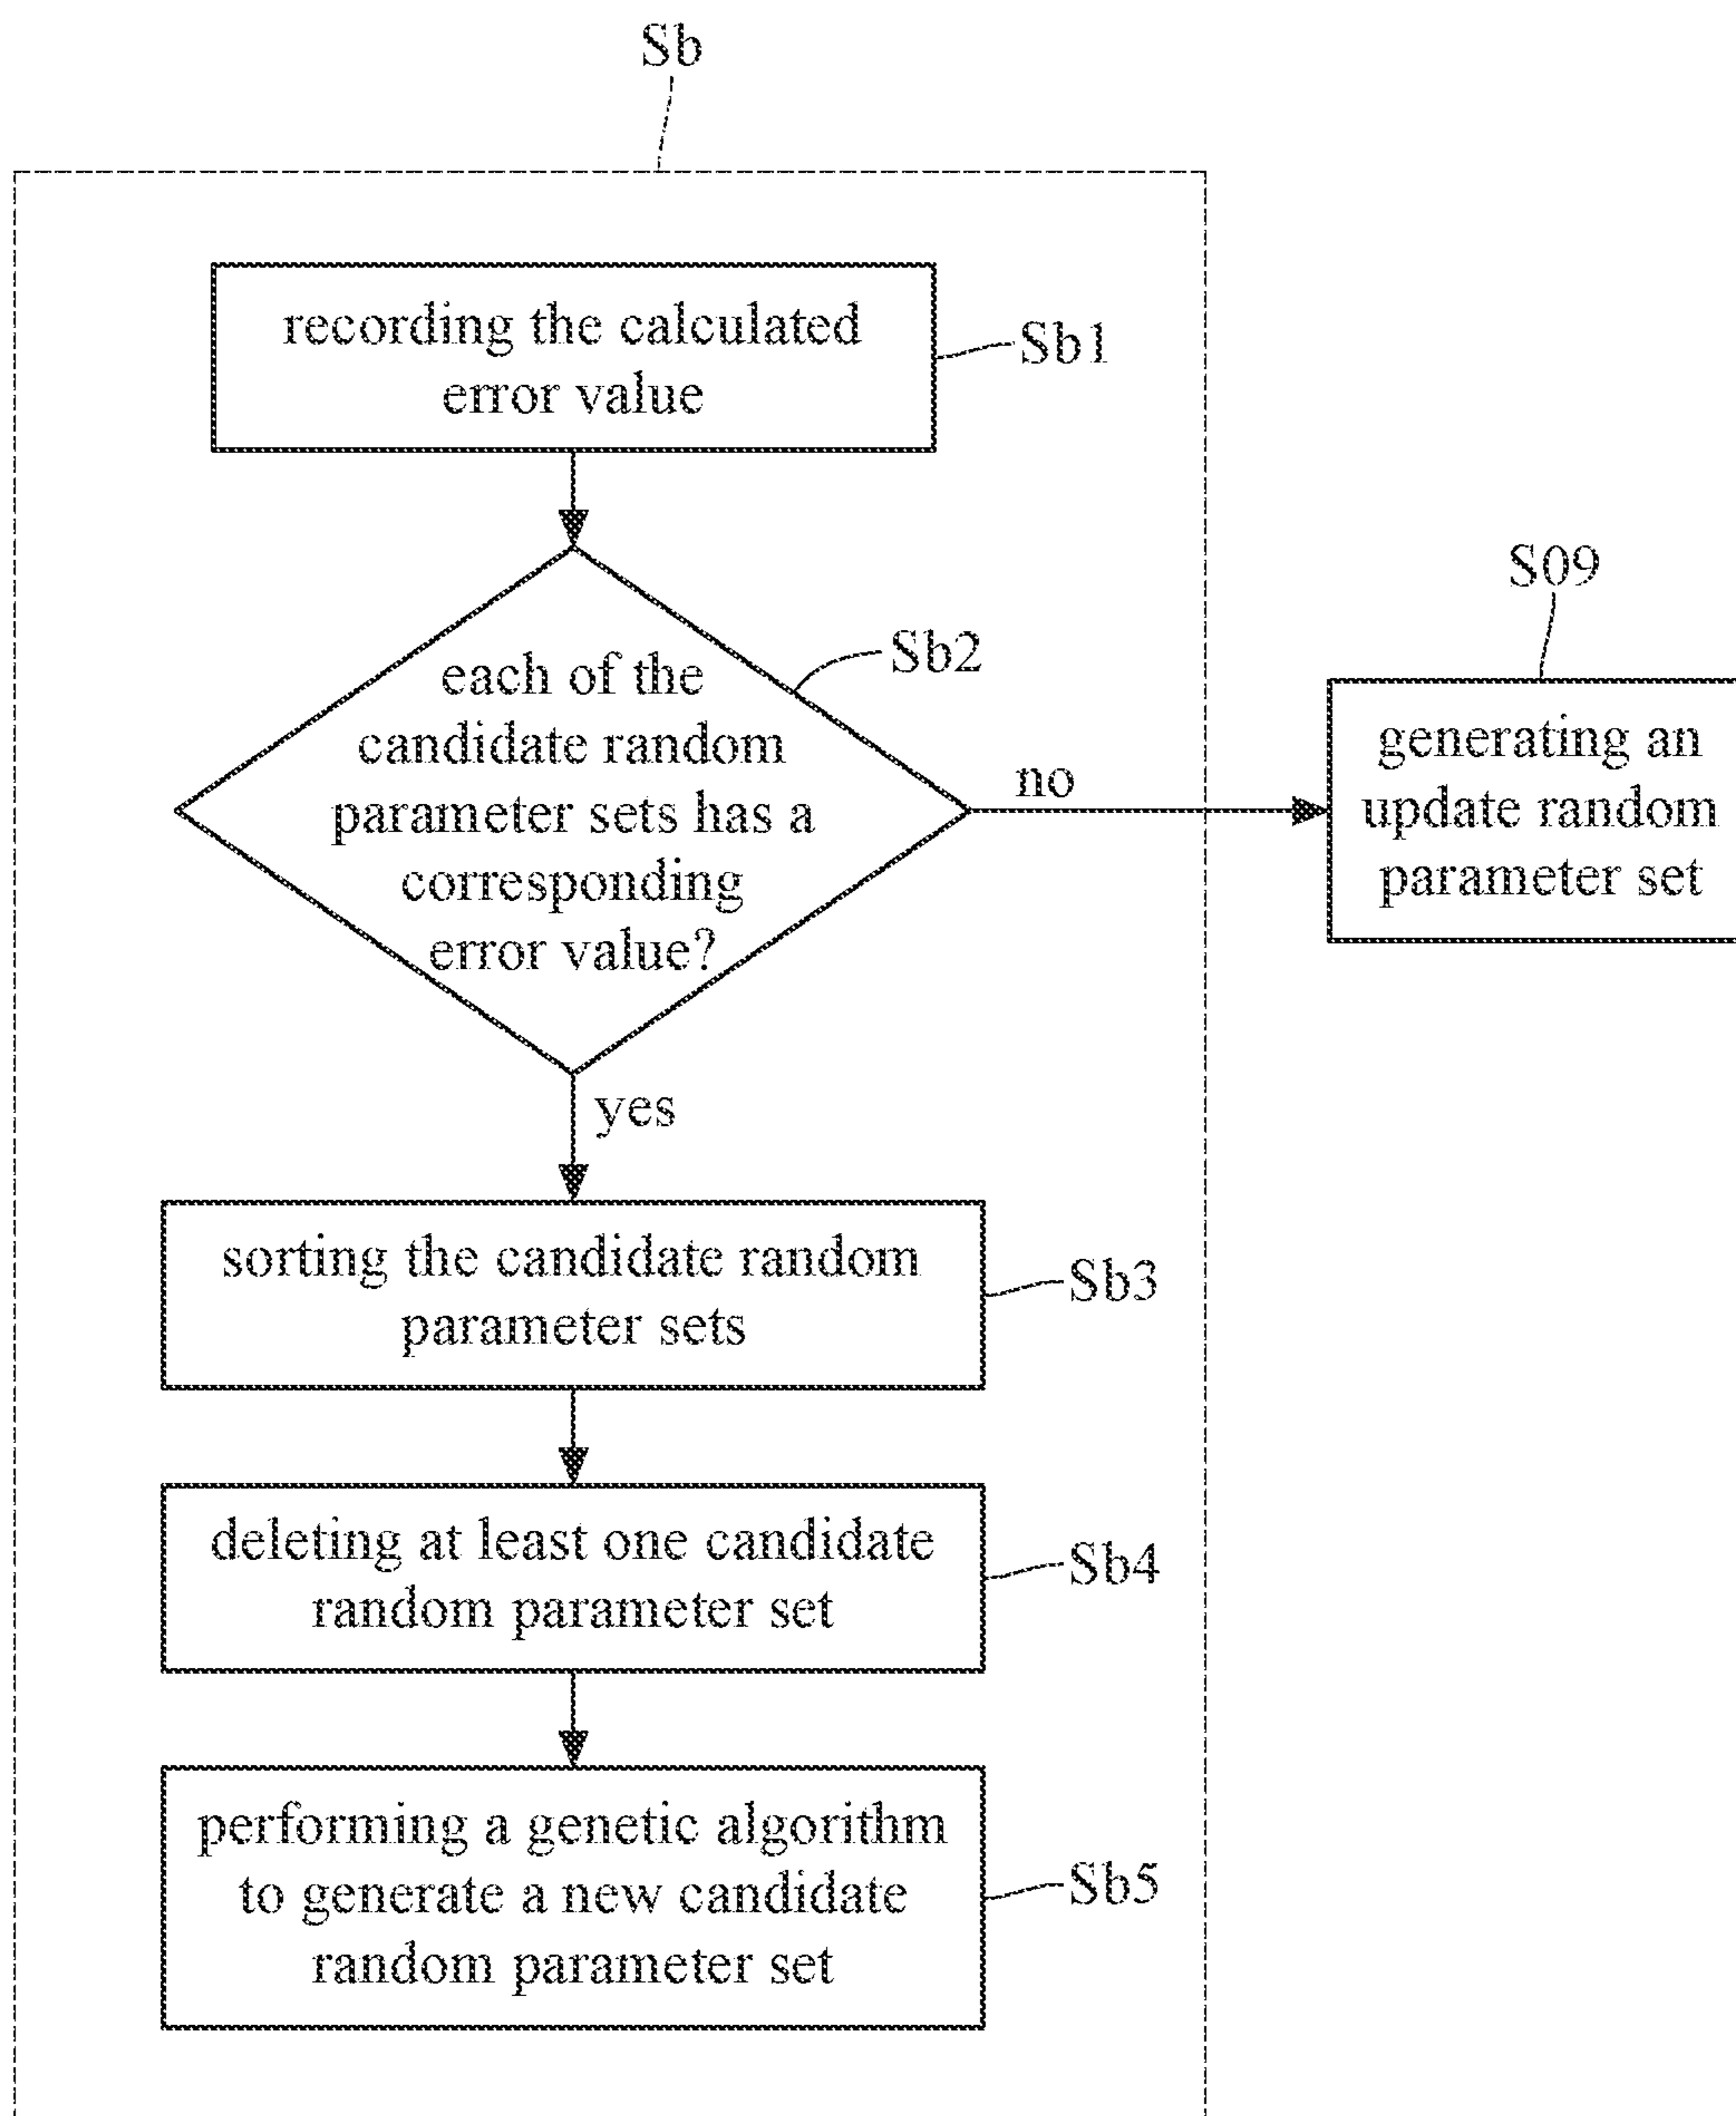 Sb
recording the calculated
error value
Sb1
each of the
candidate random
parameter sets has a
corresponding
error value?
Sb2
no
S09
generating an
update random
parameter set
yes
sorting the candidate random
parameter sets
Sb3
deleting at least one candidate
random parameter set
Sb4
performing a genetic algorithm
to generate a new candidate
random parameter set
Sb5